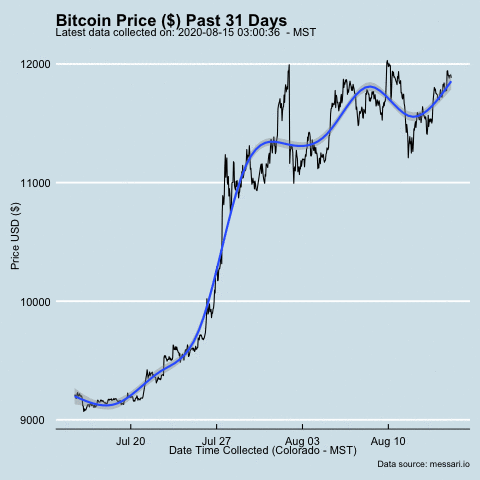 Bitcoin Price ($) Past 31 Days
Latest data collected on: 2020-08-15 03:00:36 - MST
12000
11000
10000
9000
Price USD ($)
Jul 20 Jul 27 Aug 03 Aug 10
Date Time Collected (Colorado - MST)
Data source: messari.io